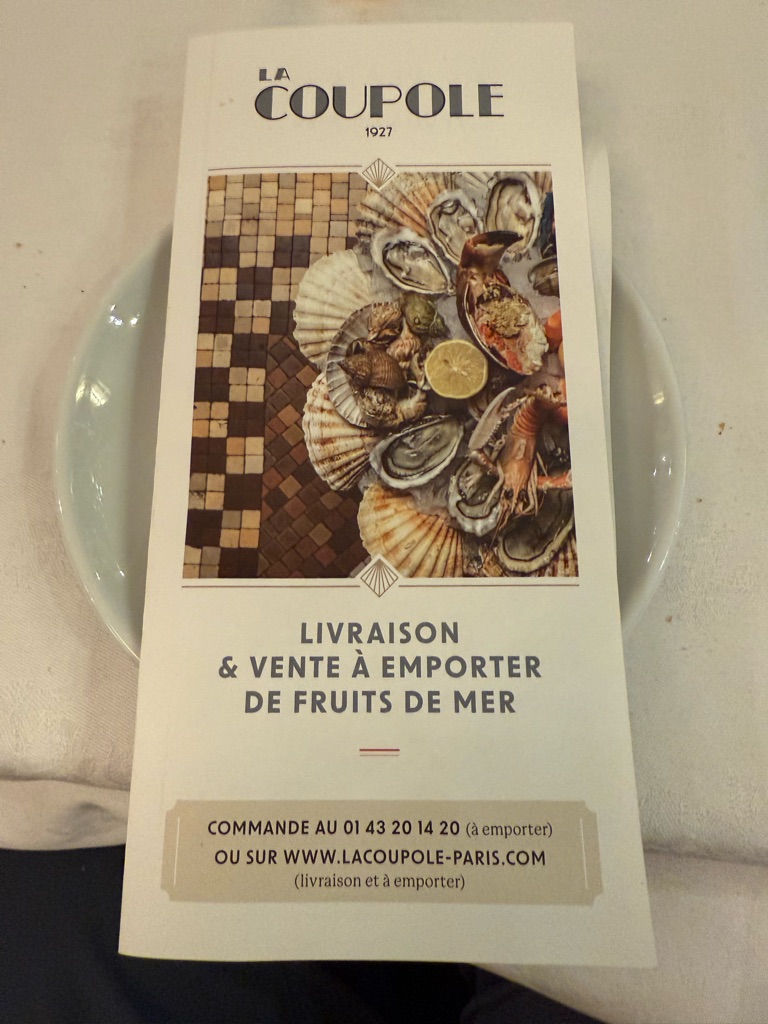 LA
COUPOLE
1927
LIVRAISON
& VENTE À EMPORTER
DE FRUITS DE MER
COMMANDE AU 01 43 20 14 20 (à emporter)
OU SUR WWW.LACOUPOLE-PARIS.COM
(livraison et à emporter)